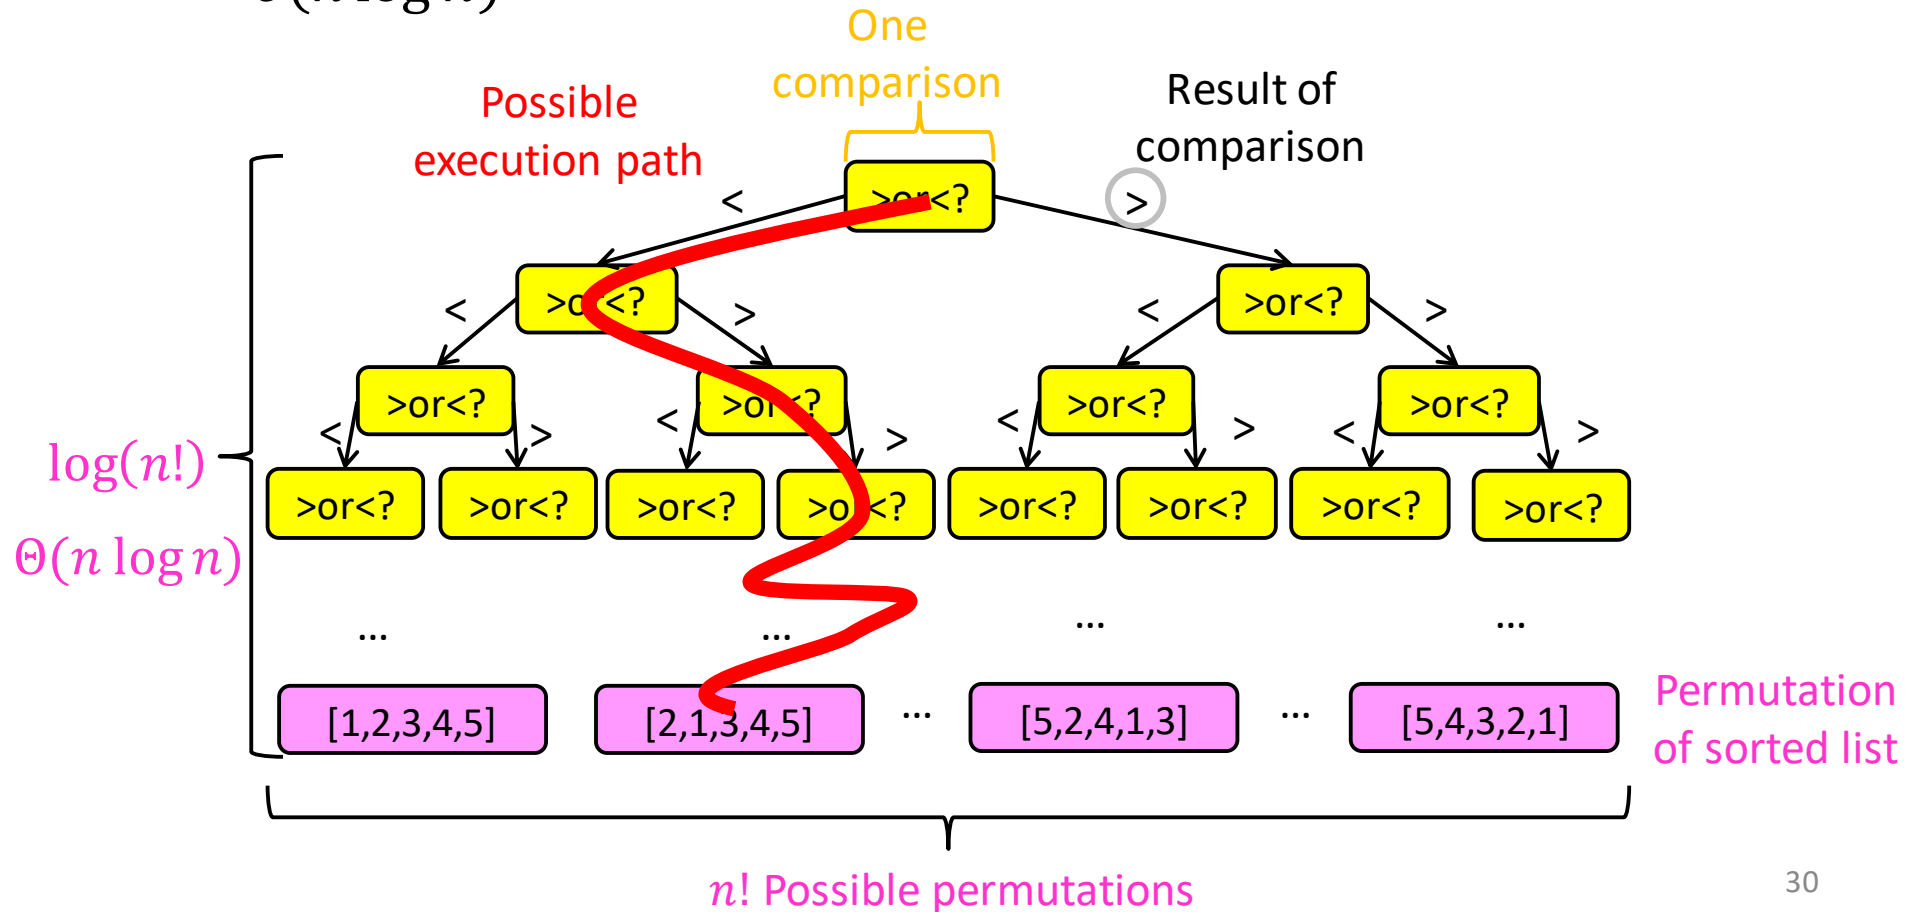 (n log n)
One
comparison
Possible
execution path
Result of
comparison
>or<?
< >
>or<? >or<?
< > < >
>or<? >or<? >or<? >or<?
< > < > < > < >
>or<? >or<? >or<? >or<? >or<? >or<? >or<? >or<?
log(n!)
Θ(n log n)
... ... ... ...
[1,2,3,4,5] [2,1,3,4,5] ... [5,2,4,1,3] ... [5,4,3,2,1]
Permutation
of sorted list
n! Possible permutations
30